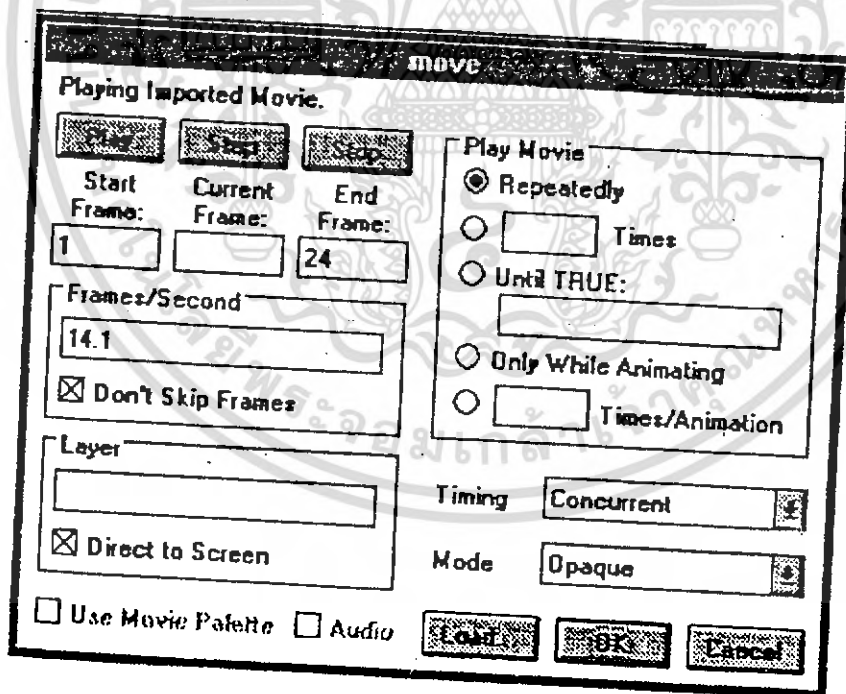 move
Playing Imported Movie.
Play Step Stop
Start Frame: Current Frame: End Frame:
1 24
Frames/Second
14.1
Don't Skip Frames
Layer
Direct to Screen
Use Movie Palette Audio
Play Movie
Repeatedly
Times
Until TRUE:
Only While Animating
Times/Animation
Timing Concurrent
Mode Opaque
Load... OK Cancel